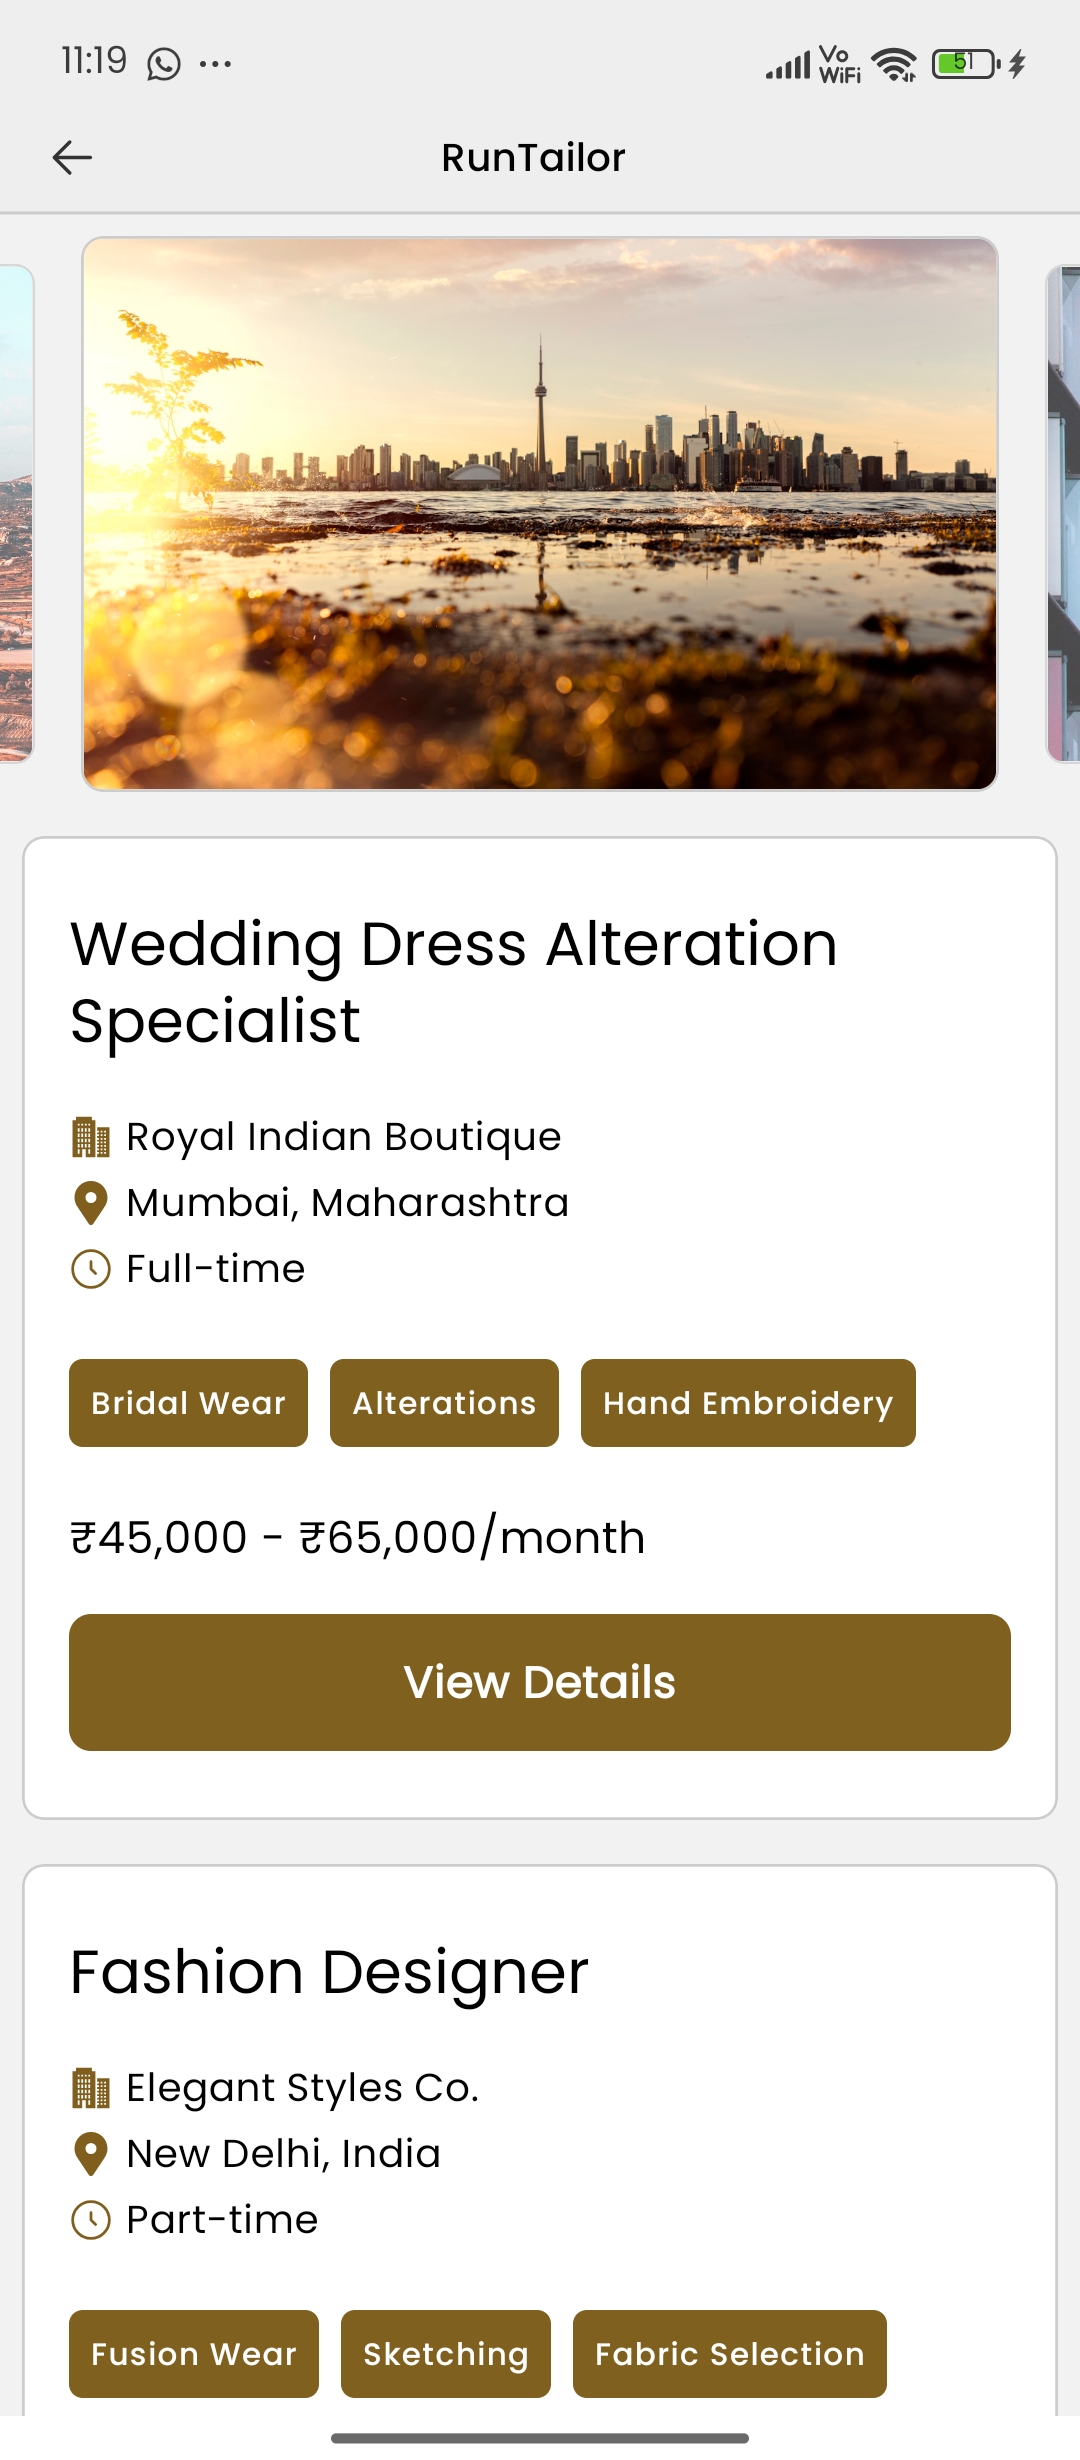 11:19
Vo
WiFi
51
RunTailor
Wedding Dress Alteration
Specialist
Royal Indian Boutique
Mumbai, Maharashtra
Full-time
Bridal Wear
Alterations
Hand Embroidery
₹45,000 - ₹65,000/month
View Details
Fashion Designer
Elegant Styles Co.
New Delhi, India
Part-time
Fusion Wear
Sketching
Fabric Selection